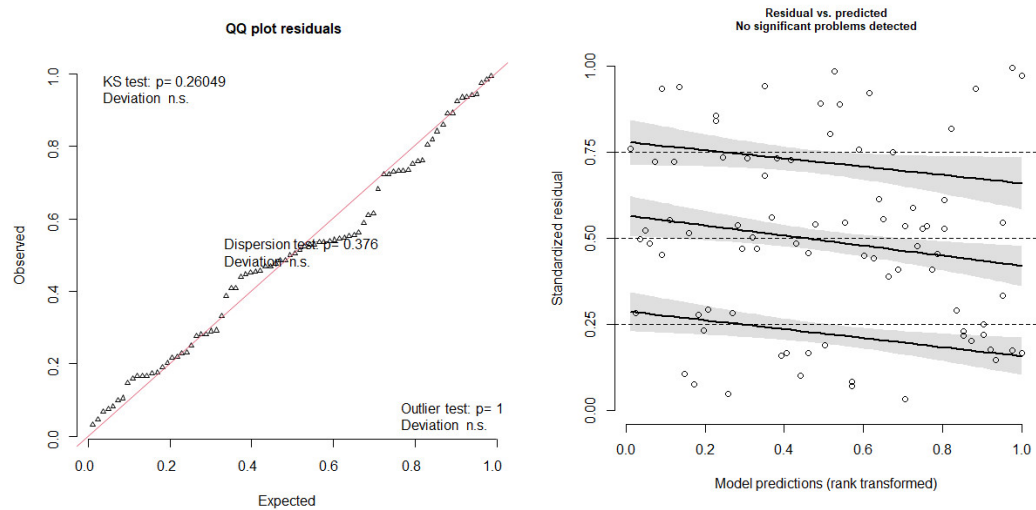 QQ plot residuals
KS test: p= 0.26049
Deviation n.s.
Dispersion test: p= 0.376
Deviation n.s.
Outlier test: p= 1
Deviation n.s.
Observed
0.0
0.2
0.4
0.6
0.8
1.0
0.0 0.2 0.4 0.6 0.8 1.0
Expected
Residual vs. predicted
No significant problems detected
Standardized residual
0.00
0.25
0.50
0.75
1.00
0.0 0.2 0.4 0.6 0.8 1.0
Model predictions (rank transformed)